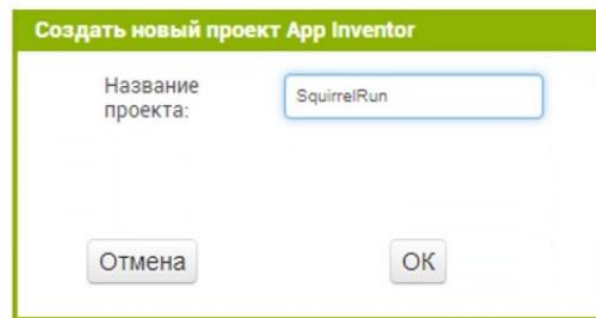 Создать новый проект App Inventor
Название
проекта:
SquirrelRun
Отмена
OK